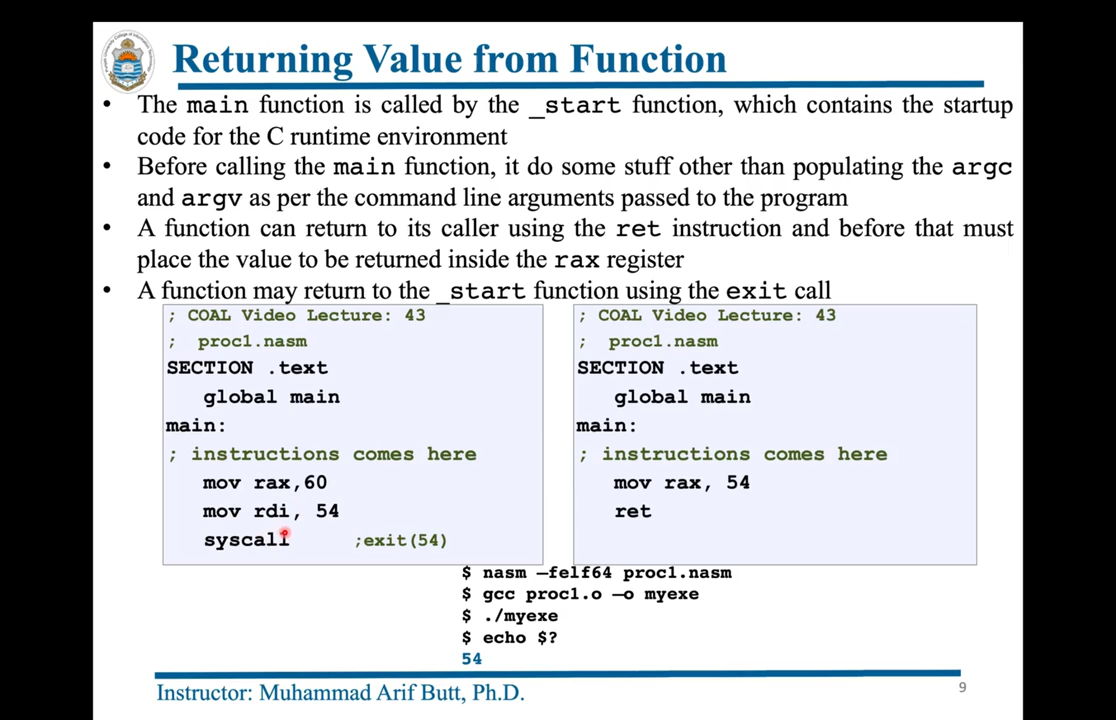 Returning Value from Function
• The main function is called by the _start function, which contains the startup
code for the C runtime environment
• Before calling the main function, it do some stuff other than populating the argc
and argv as per the command line arguments passed to the program
• A function can return to its caller using the ret instruction and before that must
place the value to be returned inside the rax register
• A function may return to the _start function using the exit call
; COAL Video Lecture: 43
; proc1.nasm
SECTION .text
global main
main:
; instructions comes here
mov rax,60
mov rdi, 54
syscall ;exit(54)
; COAL Video Lecture: 43
; proc1.nasm
SECTION .text
global main
main:
; instructions comes here
mov rax, 54
ret
$ nasm –felf64 proc1.nasm
$ gcc proc1.o –o myexe
$ ./myexe
$ echo $?
54
Instructor: Muhammad Arif Butt, Ph.D.
9